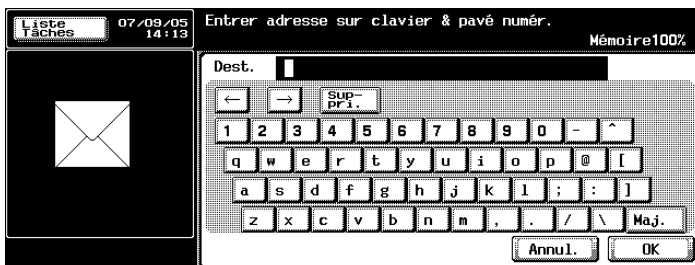 Liste
Tâches
07/09/05
14:13
Entrer adresse sur clavier & pavé numér.
Mémoire100%
Dest.
← → Sup-
pri.
1 2 3 4 5 6 7 8 9 0 - ^
q w e r t y u i o p @ [
a s d f g h j k l ; : ]
z x c v b n m , . / \ Maj.
Annul. OK